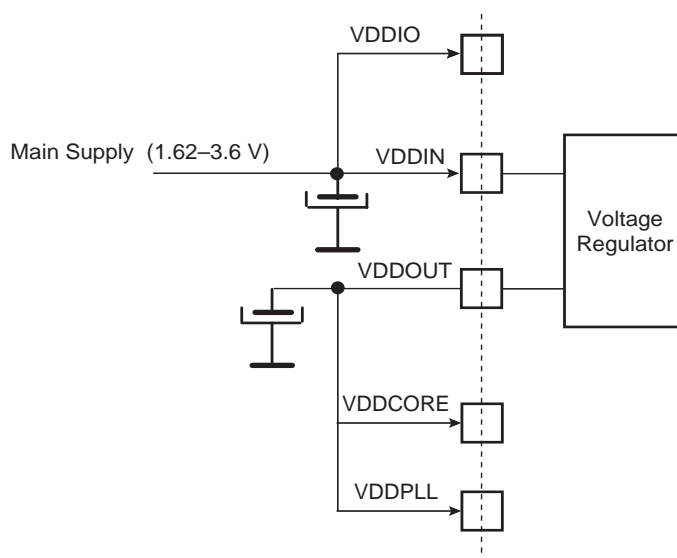 VDDIO
Main Supply (1.62–3.6 V)
VDDIN
Voltage
Regulator
VDDOUT
VDDCORE
VDDPLL